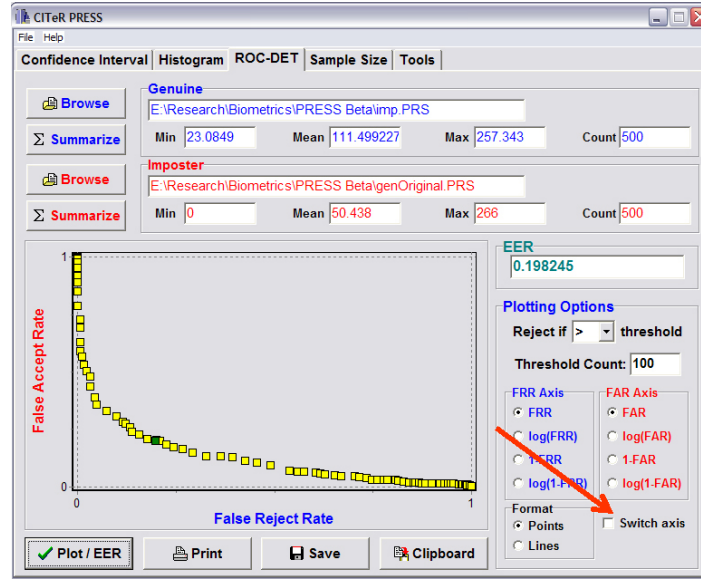 CITeR PRESS
File Help
Confidence Interval Histogram ROC-DET Sample Size Tools
Genuine
Browse
E:\Research\Biometrics\PRESS Beta\imp.PRS
Σ Summarize Min 23.0849 Mean 111.499227 Max 257.343 Count 500
Imposter
Browse
E:\Research\Biometrics\PRESS Beta\genOriginal.PRS
Σ Summarize Min 0 Mean 50.438 Max 266 Count 500
1
False Accept Rate
0
0 1
False Reject Rate
EER
0.198245
Plotting Options
Reject if > threshold
Threshold Count: 100
FRR Axis FAR Axis
FRR FAR
log(FRR) log(FAR)
1-FRR 1-FAR
log(1-FRR) log(1-FAR)
Format
Points Switch axis
Lines
Plot / EER Print Save Clipboard